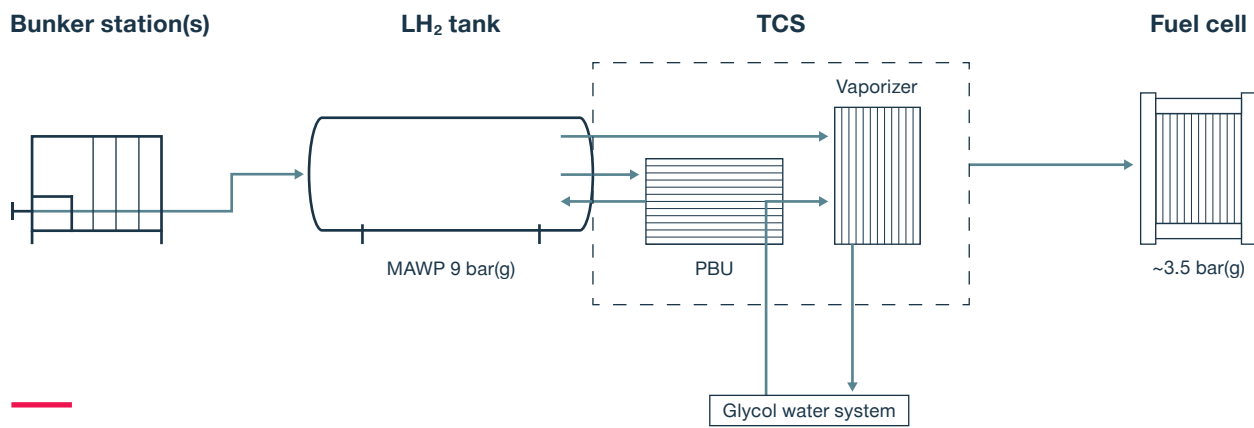 Bunker station(s)
LH₂ tank
TCS
Fuel cell
Vaporizer
MAWP 9 bar(g)
PBU
~3.5 bar(g)
Glycol water system